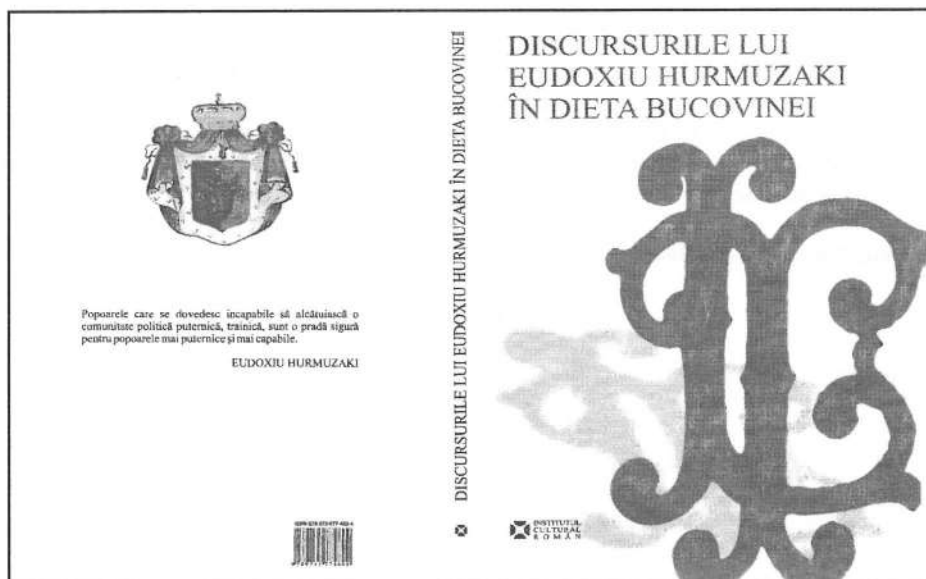 DISCURSURILE LUI
EUDOXIU HURMUZAKI
ÎN DIETA BUCOVINEI
Popoarele care se dovedesc incapabile să alcătuiască o
comunitate politică puternică, trainică, sunt o pradă sigură
pentru popoarele mai puternice și mai capabile.
EUDOXIU HURMUZAKI
DISCURSURILE LUI EUDOXIU HURMUZAKI ÎN DIETA BUCOVINEI
INSTITUTUL
CULTURAL
ROMÂN